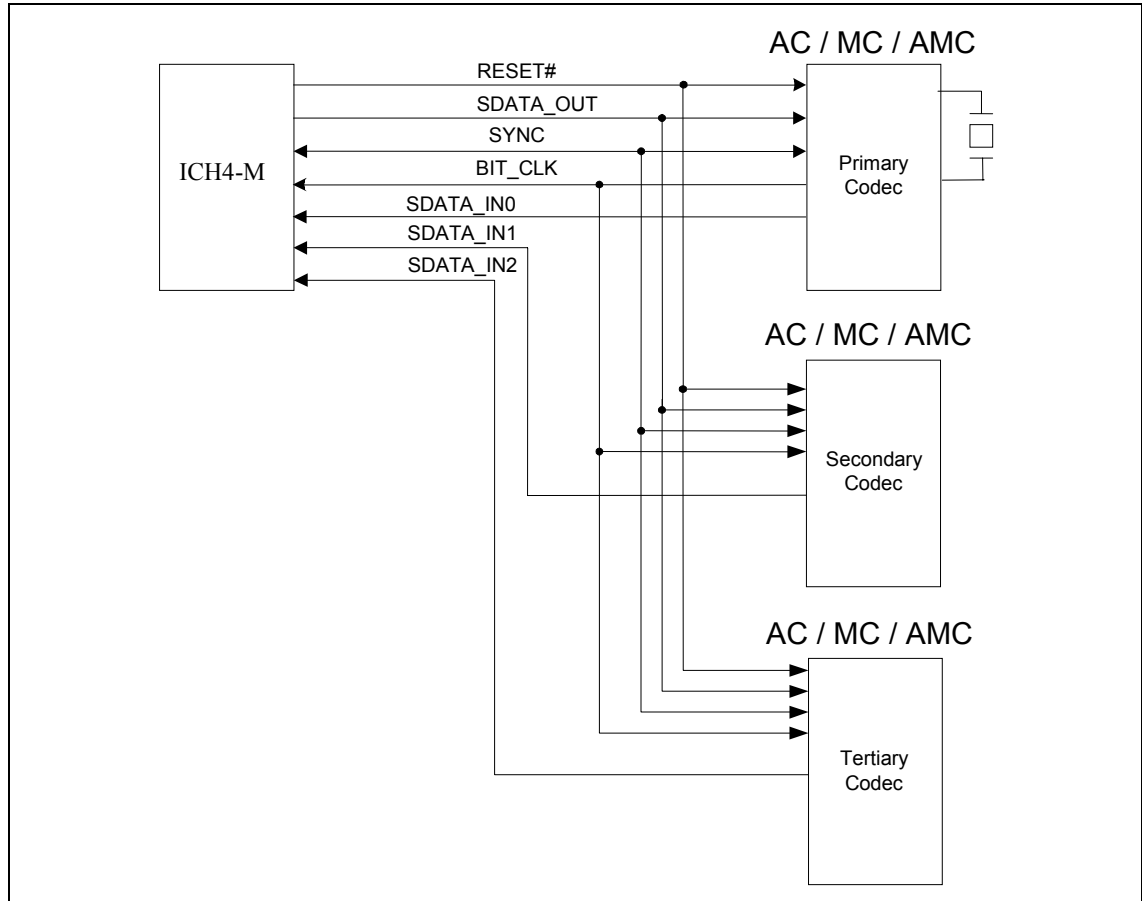 AC / MC / AMC
RESET#
SDATA_OUT
SYNC
BIT_CLK
SDATA_IN0
SDATA_IN1
SDATA_IN2
ICH4-M
Primary
Codec
AC / MC / AMC
Secondary
Codec
AC / MC / AMC
Tertiary
Codec